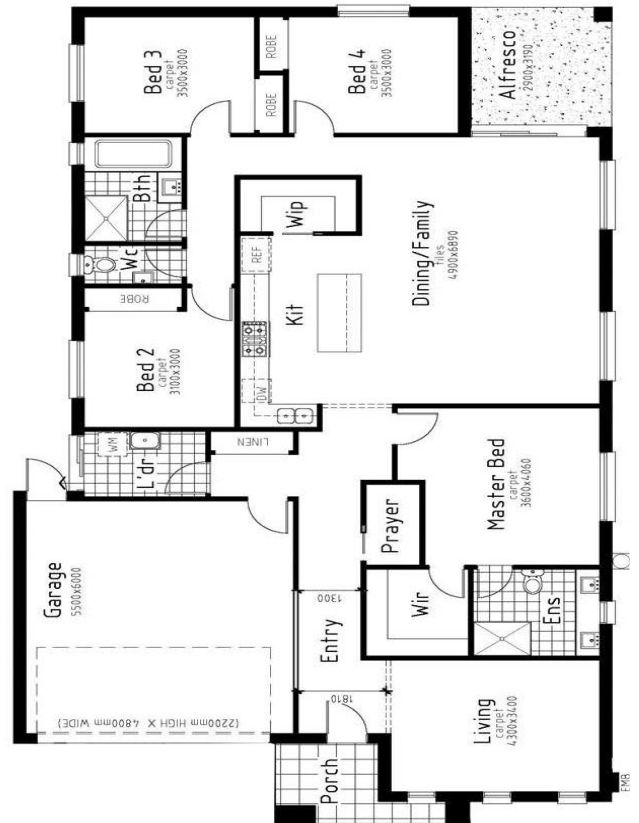 Bed 3
carpet
3500x3000
ROBE
ROBE
Bed 4
carpet
3500x3000
Alfresco
2900x3190
Bth
Wc
Wip
REF
Kit
DW
Dining/Family
tiles
4900x6890
ROBE
Bed 2
carpet
3100x3000
WM
L'dr
LINEN
Master Bed
carpet
3600x4060
Prayer
Garage
5500x6000
(2200mm HIGH X 4800mm WIDE)
1300
Entry
1810
Wir
Ens
Living
carpet
4300x3400
Porch
EMB